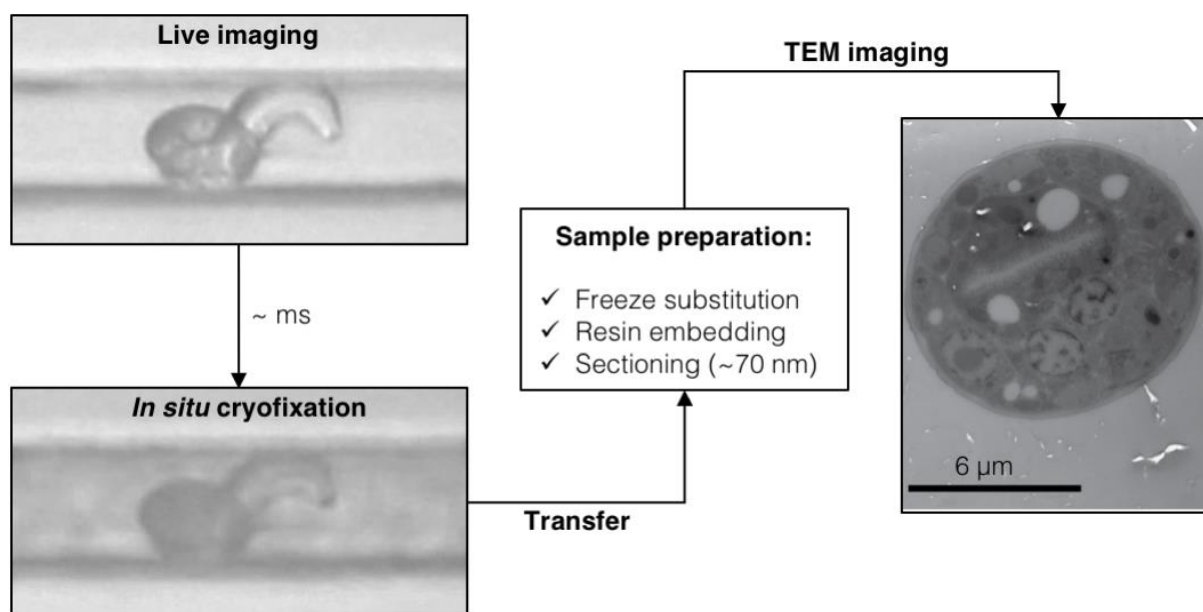 Live imaging
~ ms
In situ cryofixation
Transfer
Sample preparation:
✓ Freeze substitution
✓ Resin embedding
✓ Sectioning (~70 nm)
TEM imaging
6 µm